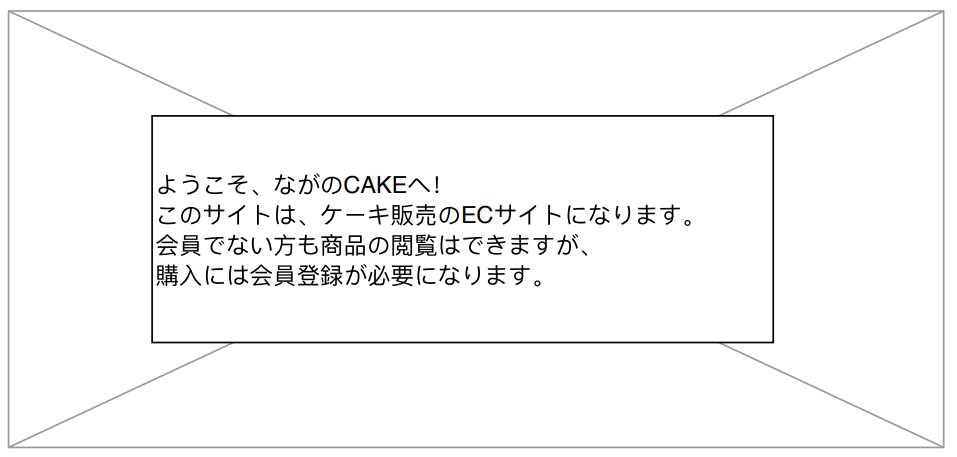 ようこそ、ながのCAKEへ！
このサイトは、ケーキ販売のECサイトになります。
会員でない方も商品の閲覧はできますが、
購入には会員登録が必要になります。